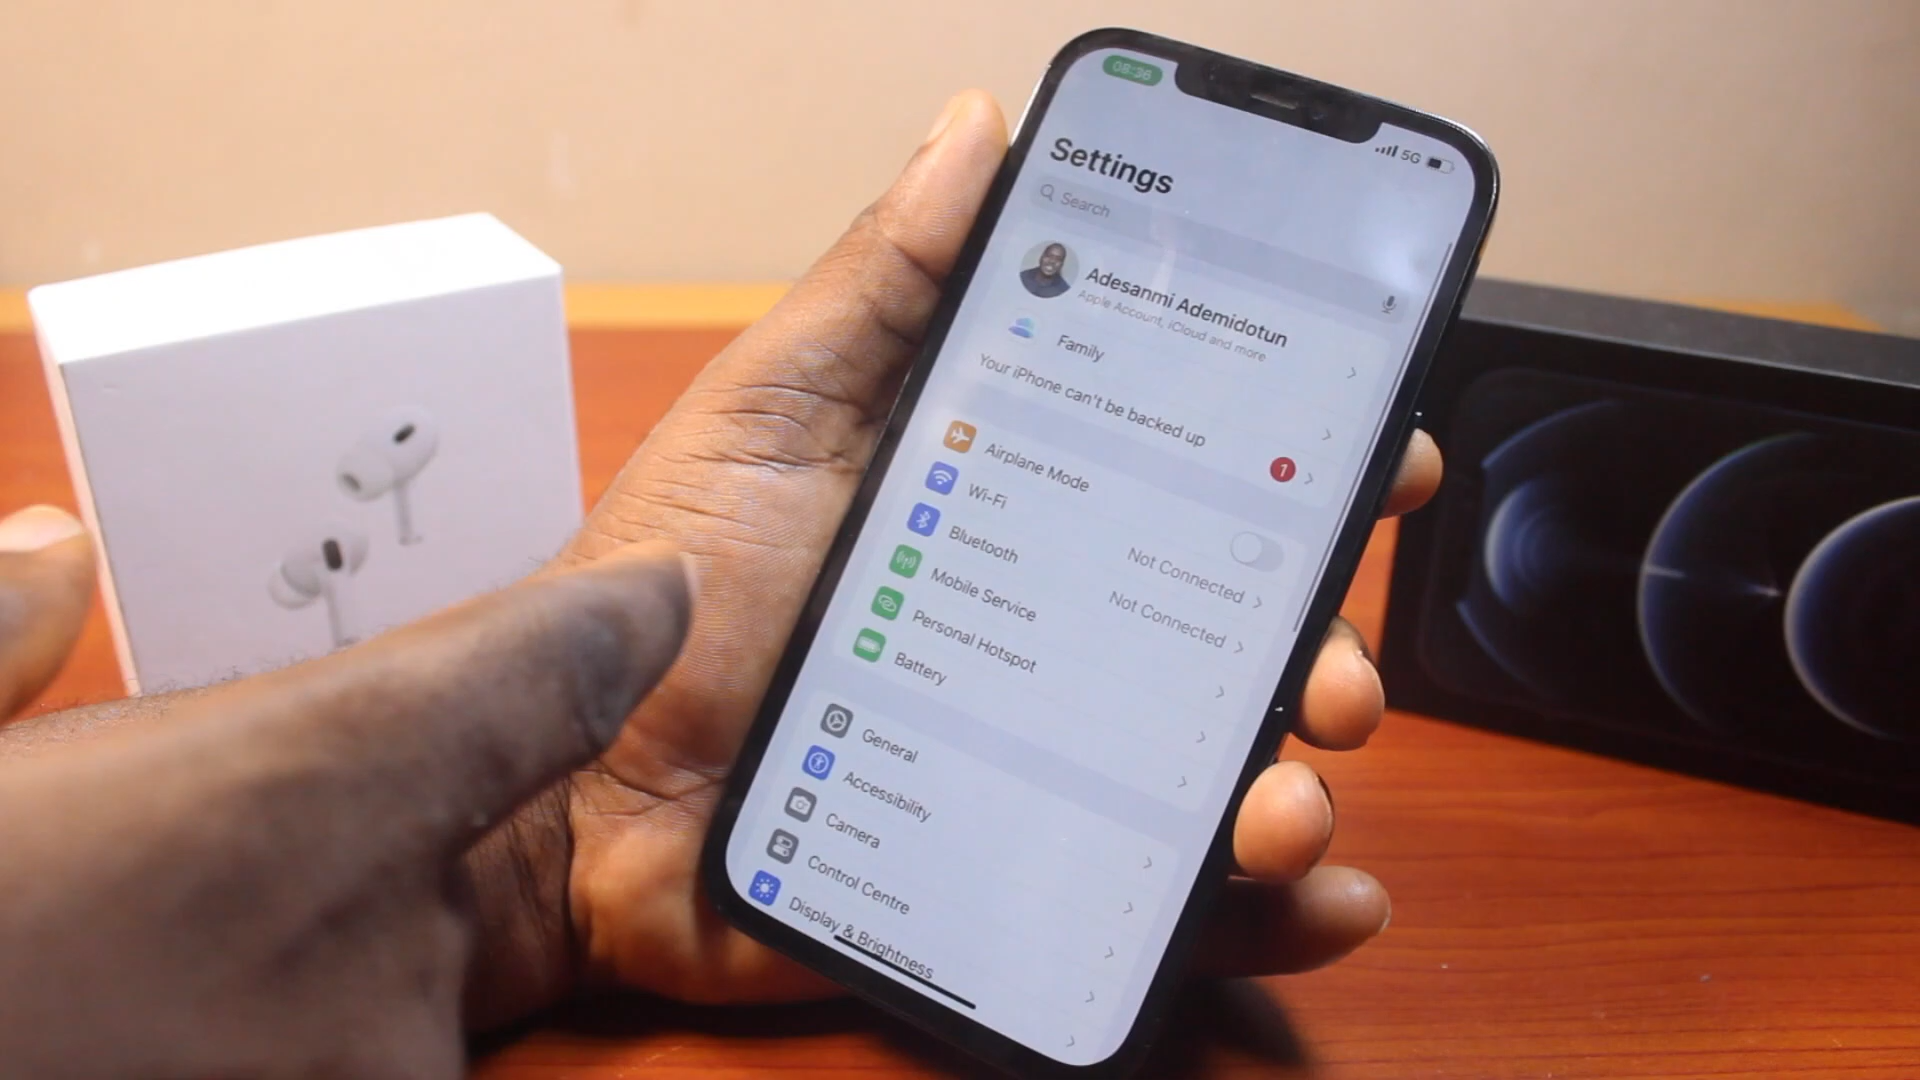 08:36
5G
Settings
Search
Adesanmi Ademidotun
Apple Account, iCloud and more
Family
Your iPhone can't be backed up
1
Airplane Mode
Wi-Fi
Not Connected
Bluetooth
Not Connected
Mobile Service
Personal Hotspot
Battery
General
Accessibility
Camera
Control Centre
Display & Brightness